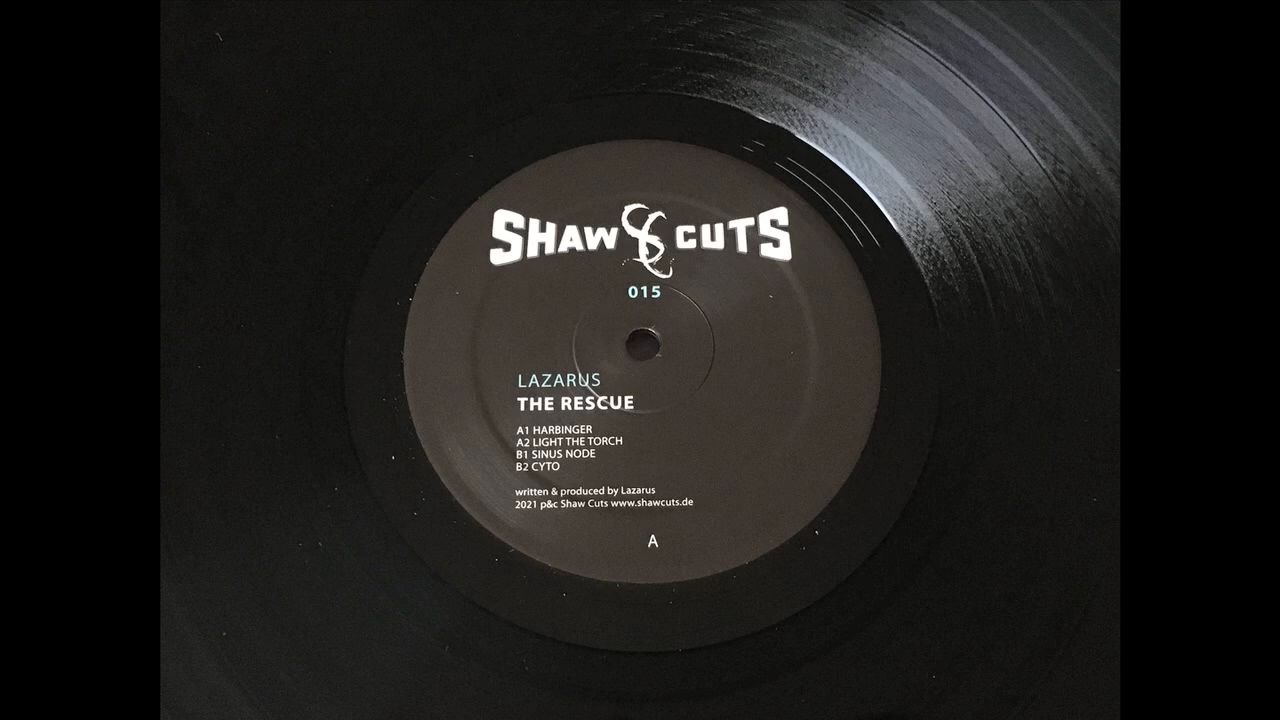 SHAW SC CUTS
015
LAZARUS
THE RESCUE
A1 HARBINGER
A2 LIGHT THE TORCH
B1 SINUS NODE
B2 CYTO
written & produced by Lazarus
2021 p&c Shaw Cuts www.shawcuts.de
A